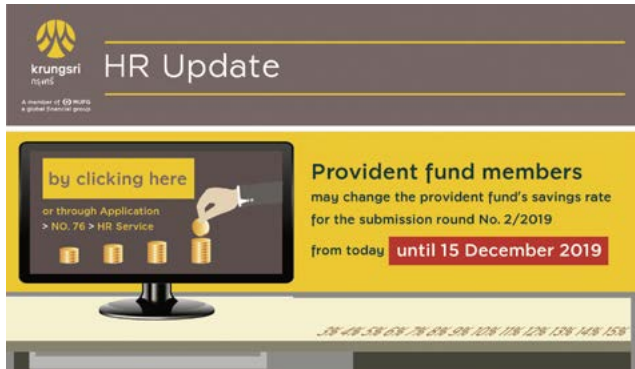 krungsri
กรุงศรี
A member of MUFG
a global financial group
HR Update
by clicking here
or through Application
> NO. 76 > HR Service
Provident fund members
may change the provident fund's savings rate
for the submission round No. 2/2019
from today until 15 December 2019
3% 4% 5% 6% 7% 8% 9% 10% 11% 12% 13% 14% 15%